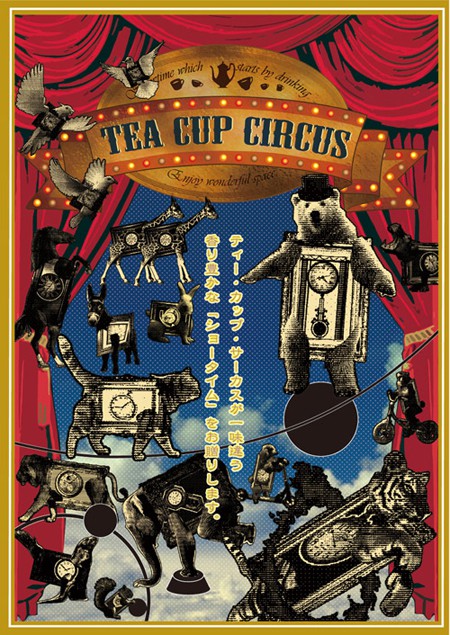 time which starts by drinking
TEA CUP CIRCUS
Enjoy wonderful space
ティー・カップ・サーカスが一味違う
香り豊かな「ショータイム」をお贈りします。